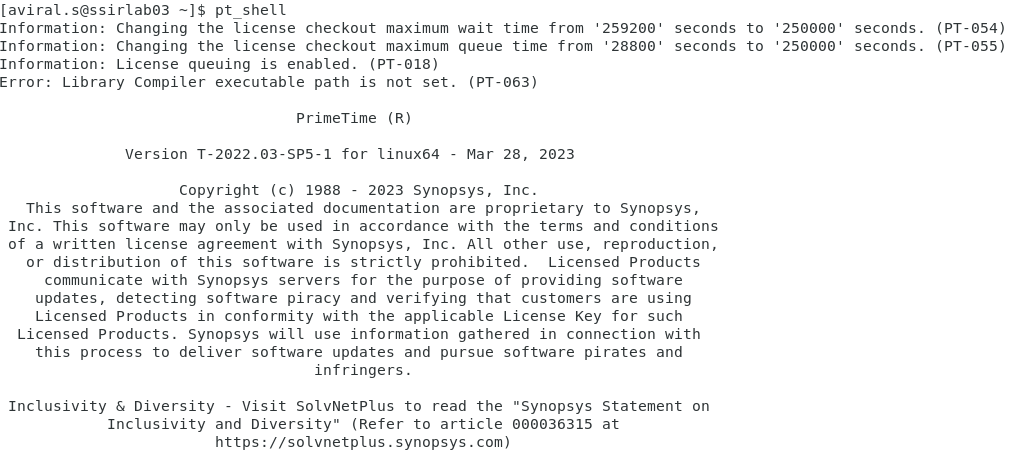 [aviral.s@ssirlab03 ~]$ pt_shell
Information: Changing the license checkout maximum wait time from '259200' seconds to '250000' seconds. (PT-054)
Information: Changing the license checkout maximum queue time from '28800' seconds to '250000' seconds. (PT-055)
Information: License queuing is enabled. (PT-018)
Error: Library Compiler executable path is not set. (PT-063)
PrimeTime (R)
Version T-2022.03-SP5-1 for linux64 - Mar 28, 2023
Copyright (c) 1988 - 2023 Synopsys, Inc.
This software and the associated documentation are proprietary to Synopsys,
Inc. This software may only be used in accordance with the terms and conditions
of a written license agreement with Synopsys, Inc. All other use, reproduction,
or distribution of this software is strictly prohibited.  Licensed Products
communicate with Synopsys servers for the purpose of providing software
updates, detecting software piracy and verifying that customers are using
Licensed Products in conformity with the applicable License Key for such
Licensed Products. Synopsys will use information gathered in connection with
this process to deliver software updates and pursue software pirates and
infringers.
Inclusivity & Diversity - Visit SolvNetPlus to read the "Synopsys Statement on
Inclusivity and Diversity" (Refer to article 000036315 at
https://solvnetplus.synopsys.com)